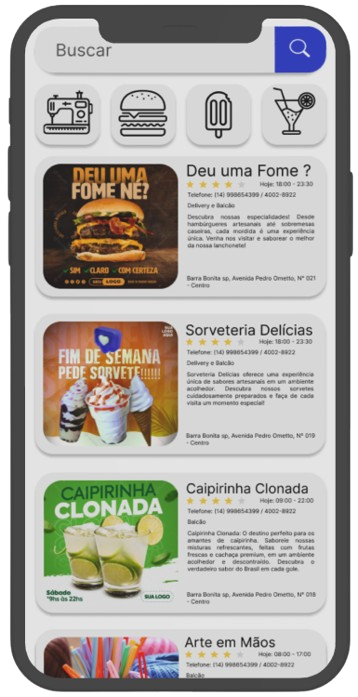 Buscar
DEU UMA
FOME NÉ?
SIM CLARO COM CERTEZA
SEU LOGO
Deu uma Fome ?
Hoje: 18:00 - 23:30
Telefone: (14) 998654399 / 4002-8922
Delivery e Balcão
Descubra nossas especialidades! Desde
hambúrgueres artesanais até sobremesas
caseiras, cada mordida é uma experiência
única. Venha nos visitar e saborear o melhor
da nossa lanchonete!
Barra Bonita sp, Avenida Pedro Ometto, N° 021
- Centro
FIM DE SEMANA
PEDE SORVETE!!!!!!
Sorveteria Delícias
Hoje: 18:00 - 23:30
Telefone: (14) 998654399 / 4002-8922
Delivery e Balcão
Sorveteria Delícias oferece uma experiência
única de sabores artesanais em um ambiente
acolhedor. Descubra nossos sorvetes
cuidadosamente preparados e faça de cada
visita um momento especial!
Barra Bonita sp, Avenida Pedro Ometto, N° 019
- Centro
CAIPIRINHA
CLONADA
Sábado
*9hs às 22hs
SUA LOGO
Caipirinha Clonada
Hoje: 09:00 - 22:00
Telefone: (14) 998654399 / 4002-8922
Balcão
Caipirinha Clonada: O destino perfeito para os
amantes de caipirinha. Saboreie nossas
misturas refrescantes, feitas com frutas
frescas e cachaça premium, em um ambiente
acolhedor e descontraído. Descubra o
verdadeiro sabor do Brasil em cada gole.
Barra Bonita sp, Avenida Pedro Ometto, N° 018
- Centro
Arte em Mãos
Hoje: 08:00 - 17:00
Telefone: (14) 998654399 / 4002-8922
Balcão